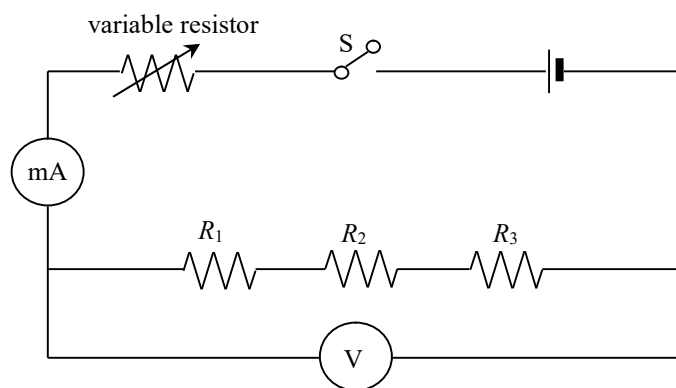 variable resistor
S
mA
R₁ R₂ R₃
V